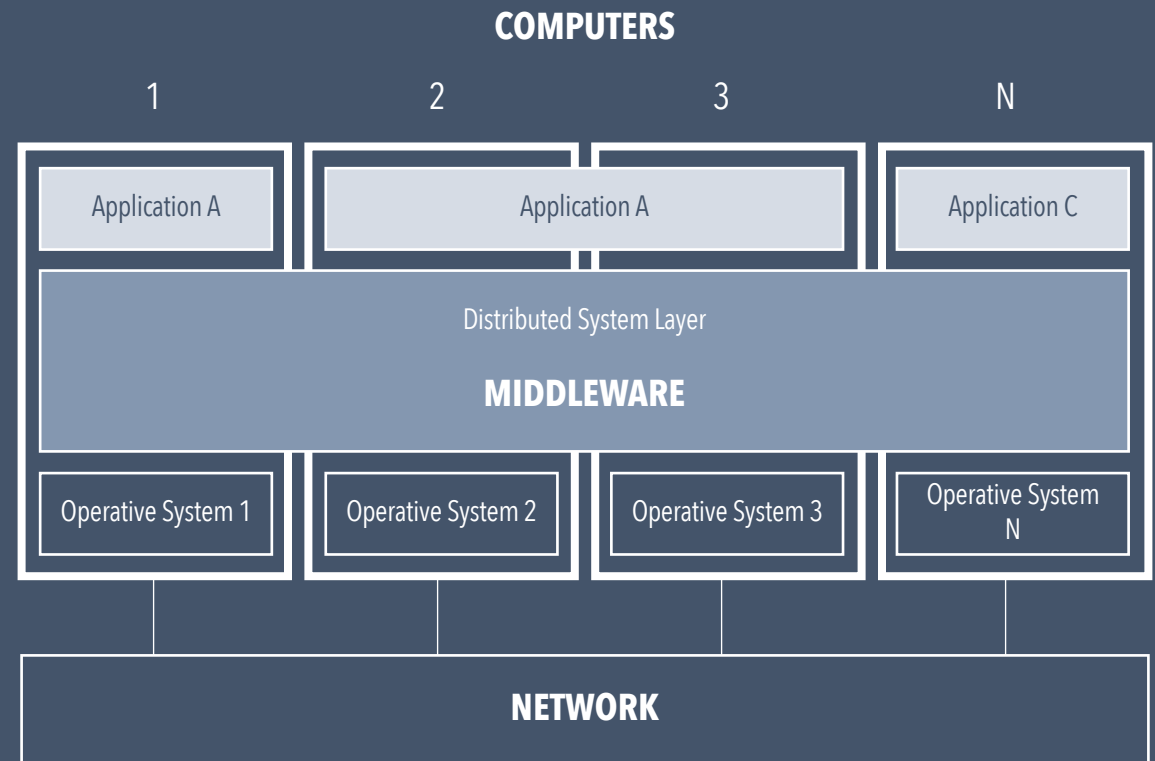 COMPUTERS
1
2
3
N
Application A
Application A
Application C
Distributed System Layer
MIDDLEWARE
Operative System 1
Operative System 2
Operative System 3
Operative System
N
NETWORK